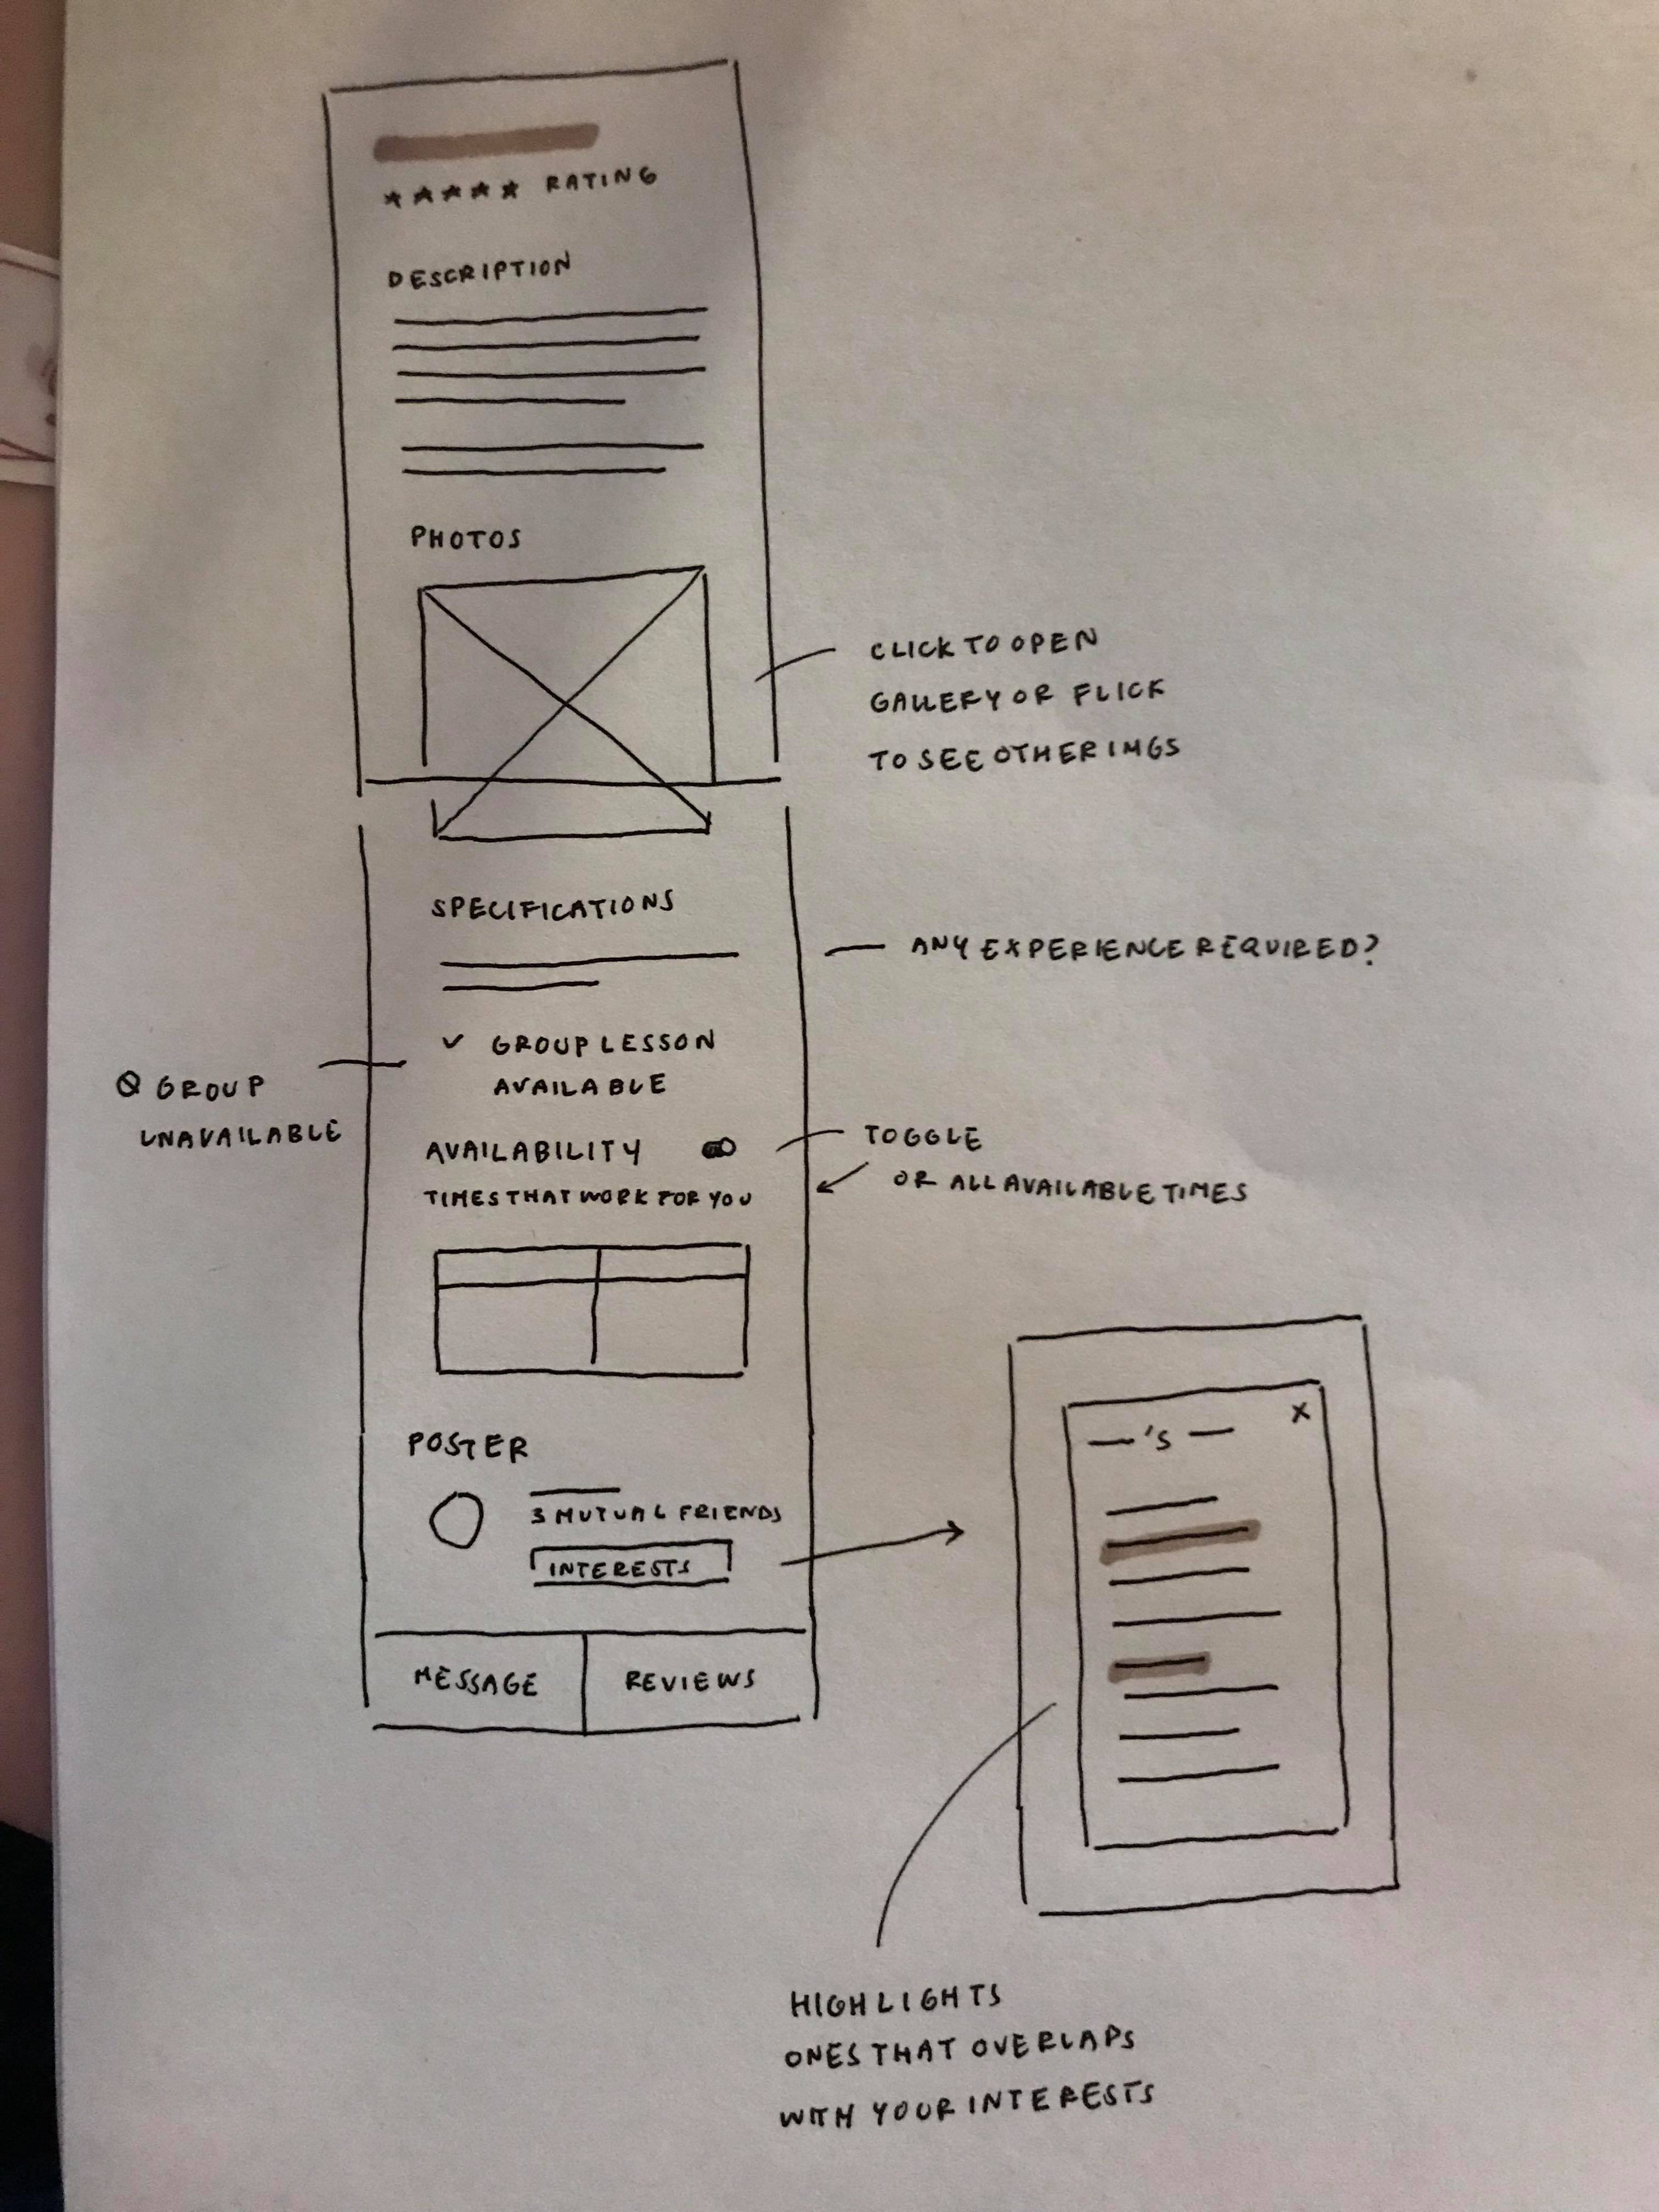 ★★★★★ RATING
DESCRIPTION
PHOTOS
CLICK TO OPEN
GALLERY OR FLICK
TO SEE OTHER IMGS
SPECIFICATIONS
ANY EXPERIENCE REQUIRED?
✓ GROUP LESSON
AVAILABLE
GROUP
UNAVAILABLE
AVAILABILITY
TOGGLE
OR ALL AVAILABLE TIMES
TIMES THAT WORK FOR YOU
POSTER
3 MUTUAL FRIENDS
INTERESTS
MESSAGE
REVIEWS
— 'S — X
HIGHLIGHTS
ONES THAT OVERLAPS
WITH YOUR INTERESTS